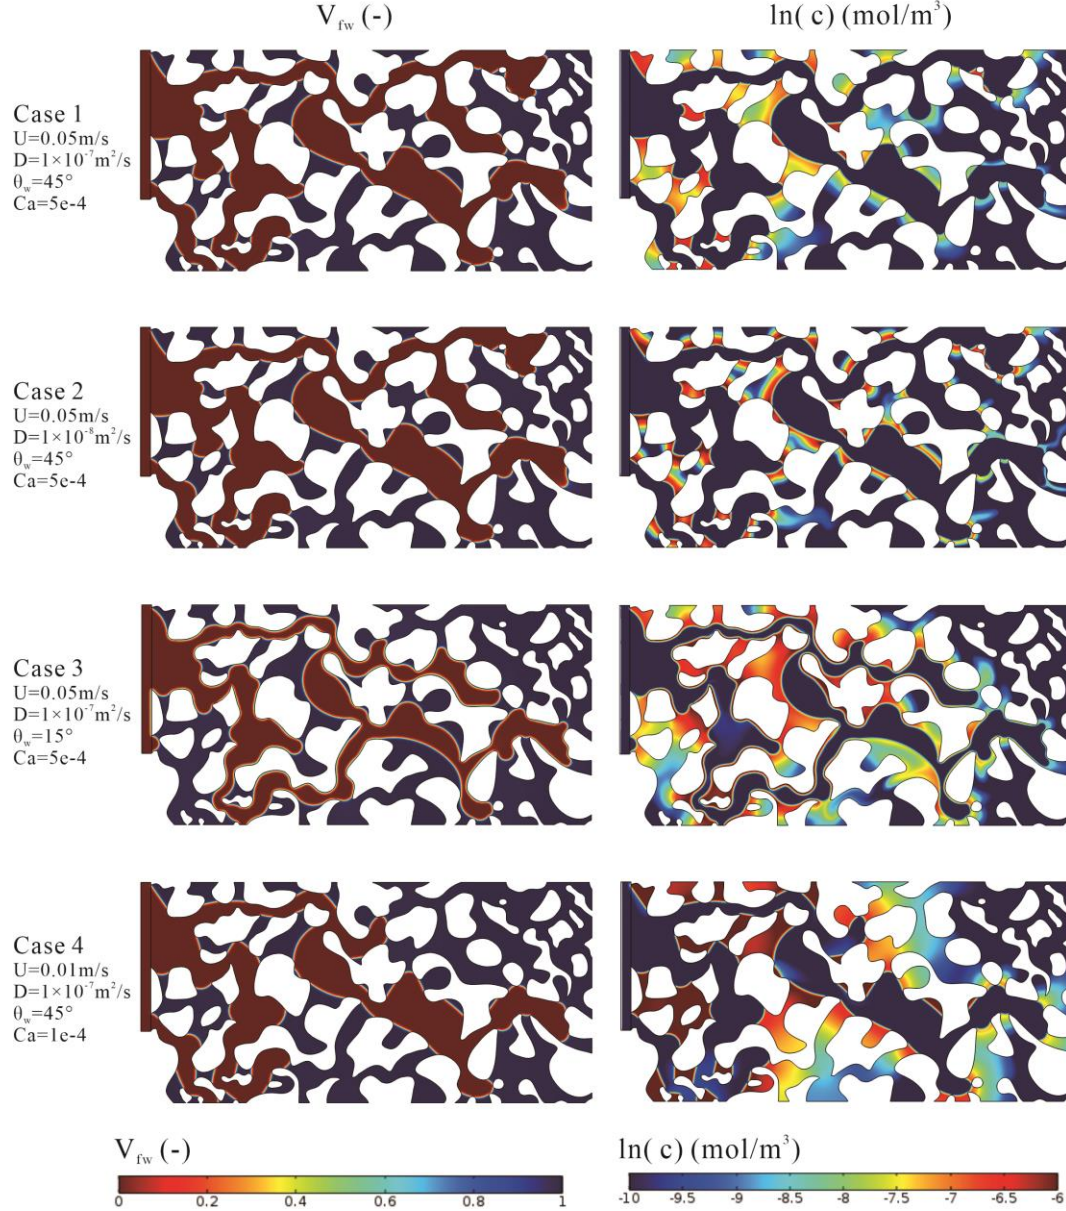 V_fw (-)
ln( c) (mol/m³)
Case 1
U=0.05m/s
D=1×10⁻⁷m²/s
θ_w=45°
Ca=5e-4
Case 2
U=0.05m/s
D=1×10⁻⁸m²/s
θ_w=45°
Ca=5e-4
Case 3
U=0.05m/s
D=1×10⁻⁷m²/s
θ_w=15°
Ca=5e-4
Case 4
U=0.01m/s
D=1×10⁻⁷m²/s
θ_w=45°
Ca=1e-4
V_fw (-)
ln( c) (mol/m³)
0 0.2 0.4 0.6 0.8 1
-10 -9.5 -9 -8.5 -8 -7.5 -7 -6.5 -6